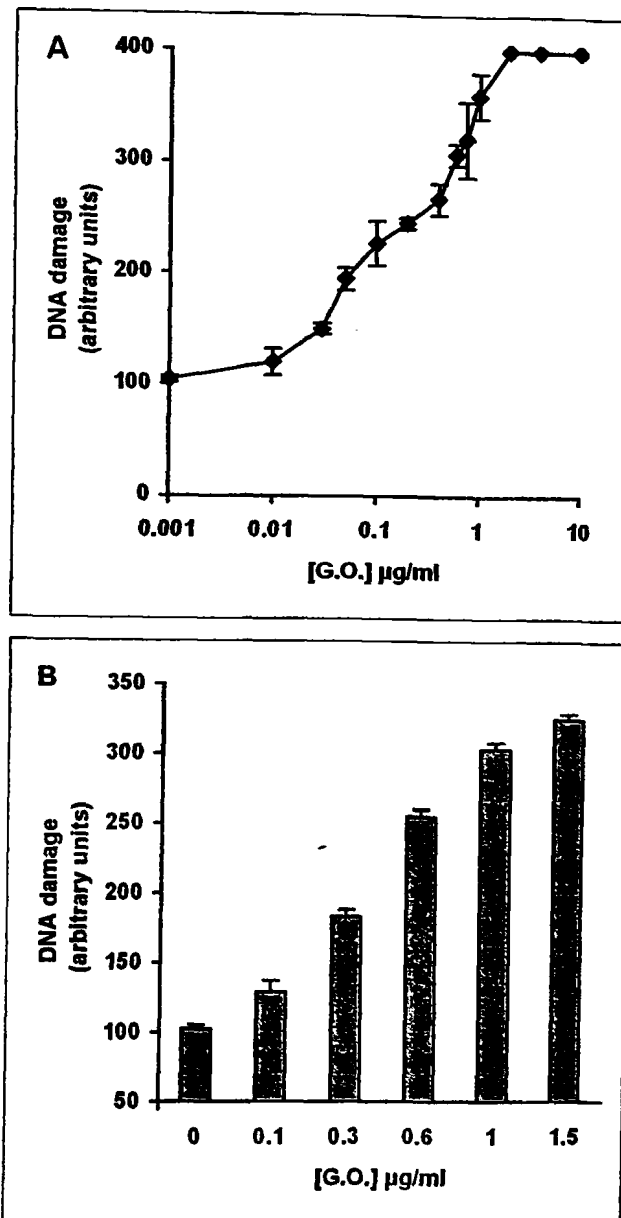 A
400
300
200
100
0
DNA damage
(arbitrary units)
0.001 0.01 0.1 1 10
[G.O.] µg/ml
B
350
300
250
200
150
100
50
DNA damage
(arbitrary units)
0 0.1 0.3 0.6 1 1.5
[G.O.] µg/ml